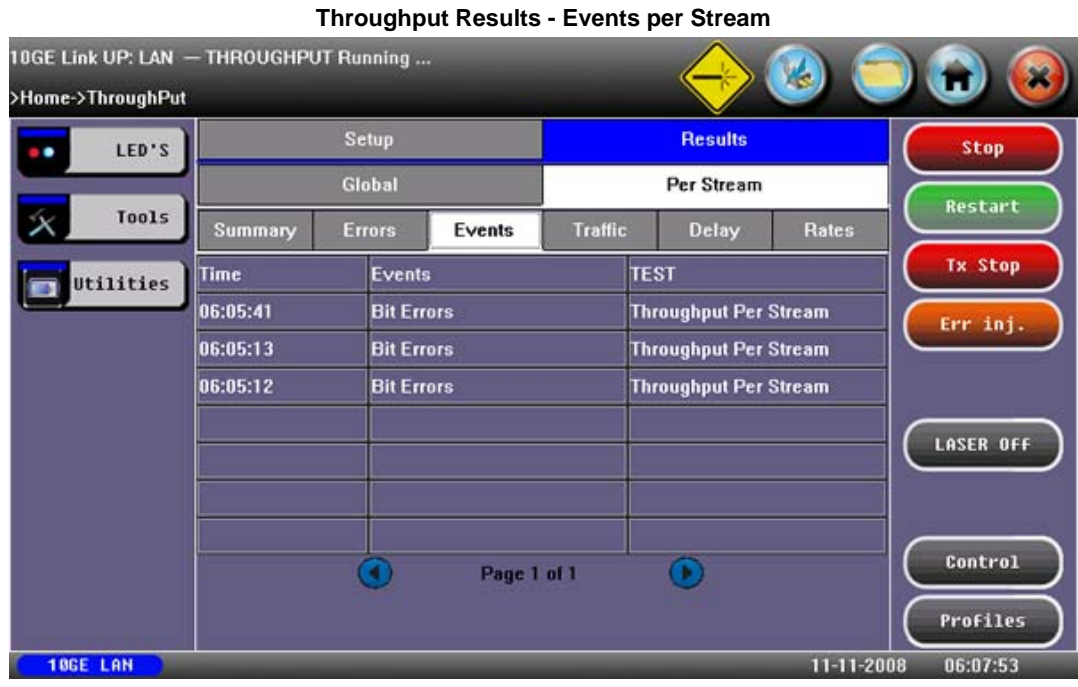 Throughput Results - Events per Stream
10GE Link UP: LAN — THROUGHPUT Running ...
>Home->ThroughPut
LED'S
Tools
Utilities
Setup Results
Global Per Stream
Summary Errors Events Traffic Delay Rates
Time Events TEST
06:05:41 Bit Errors Throughput Per Stream
06:05:13 Bit Errors Throughput Per Stream
06:05:12 Bit Errors Throughput Per Stream
Page 1 of 1
Stop
Restart
Tx Stop
Err inj.
LASER OFF
Control
Profiles
10GE LAN 11-11-2008 06:07:53